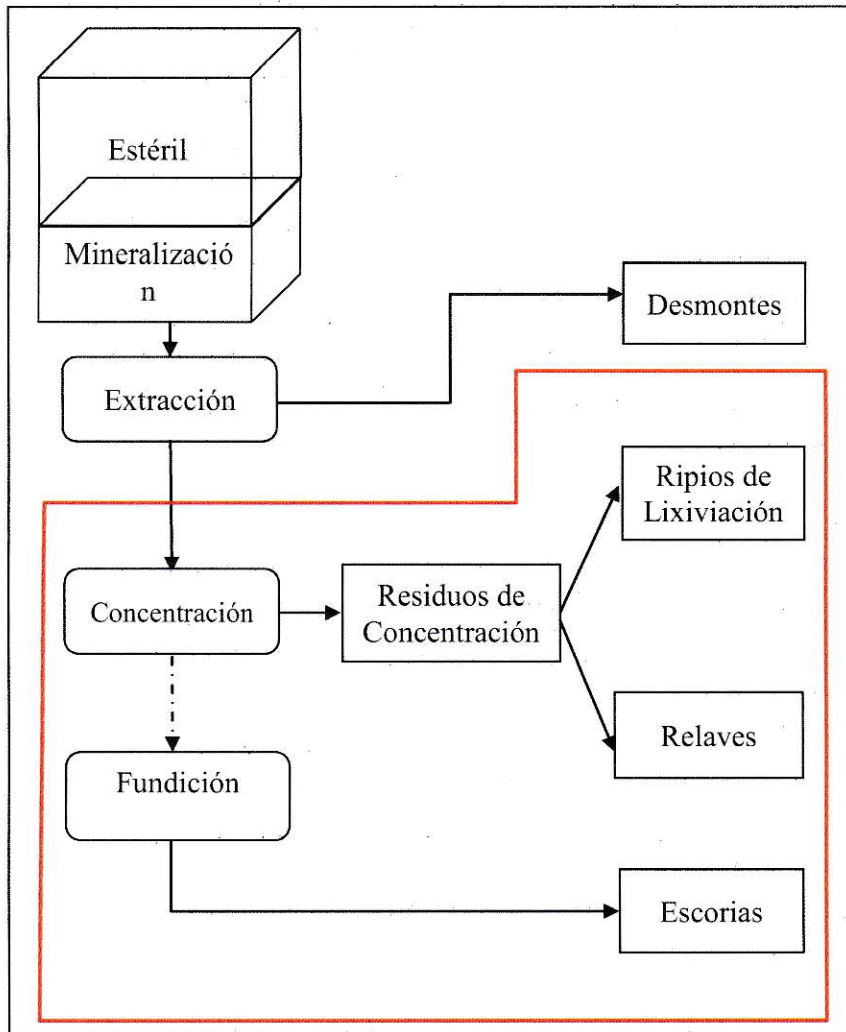 Estéril
Mineralizació
n
Desmontes
Extracción
Ripios de
Lixiviación
Concentración
Residuos de
Concentración
Relaves
Fundición
Escorias